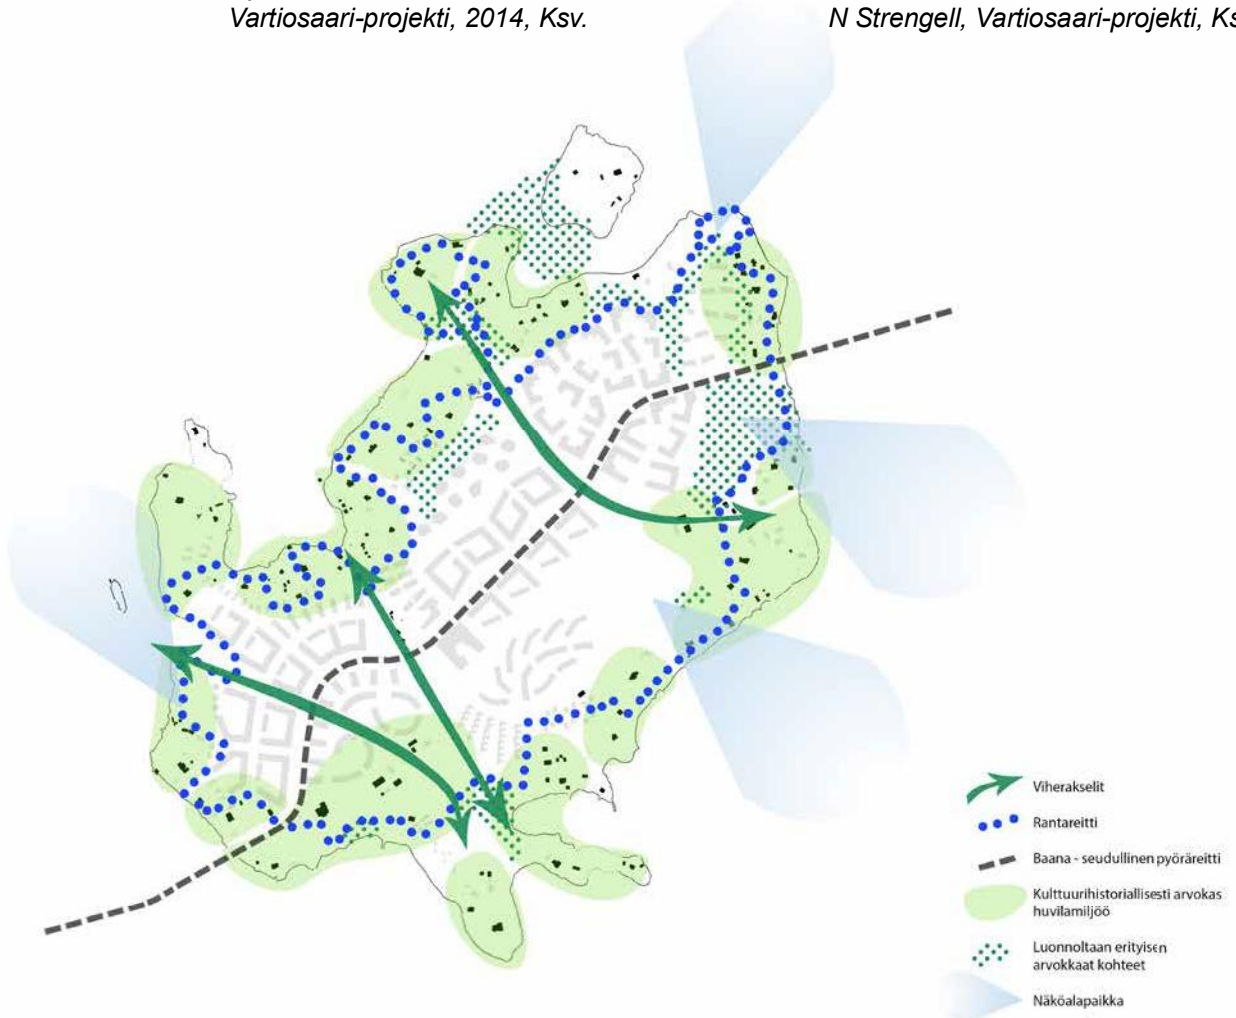 Vartiosaari-projekti, 2014, Ksv.
N Strengell, Vartiosaari-projekti,
Viherakselit
Rantareitti
Baana - seudullinen pyöräreitti
Kulttuurihistoriallisesti arvokas
huvilamiljöö
Luonnoltaan erityisen
arvokkaat kohteet
Näköalapaikka